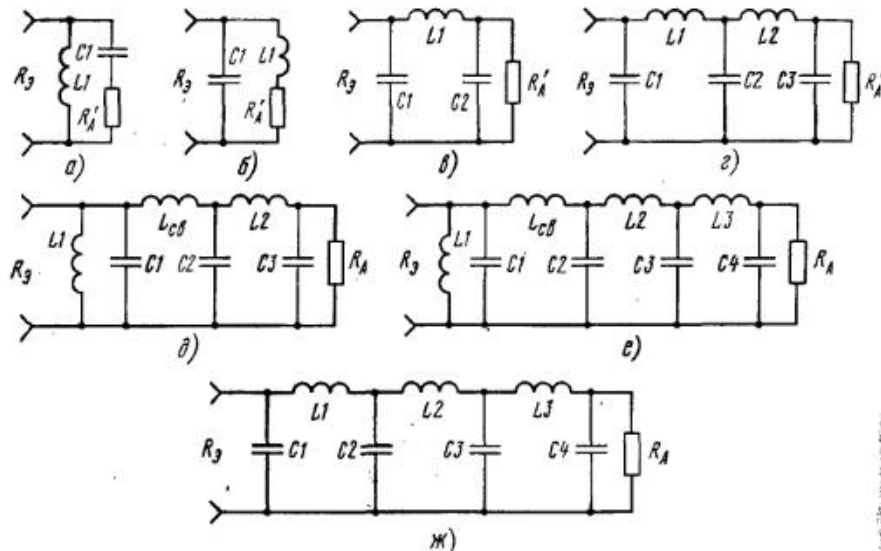 C1 C1 L1 L1 L1 L2
Rэ L1 Rэ Rэ C1 C2 R'A Rэ C1 C2 C3 R'A
R'A R'A
а) б) в) г)
Lсв L2 Lсв L2 L3
L1 L1
Rэ C1 C2 C3 RA Rэ C1 C2 C3 C4 RA
д) е)
L1 L2 L3
Rэ C1 C2 C3 C4 RA
ж)